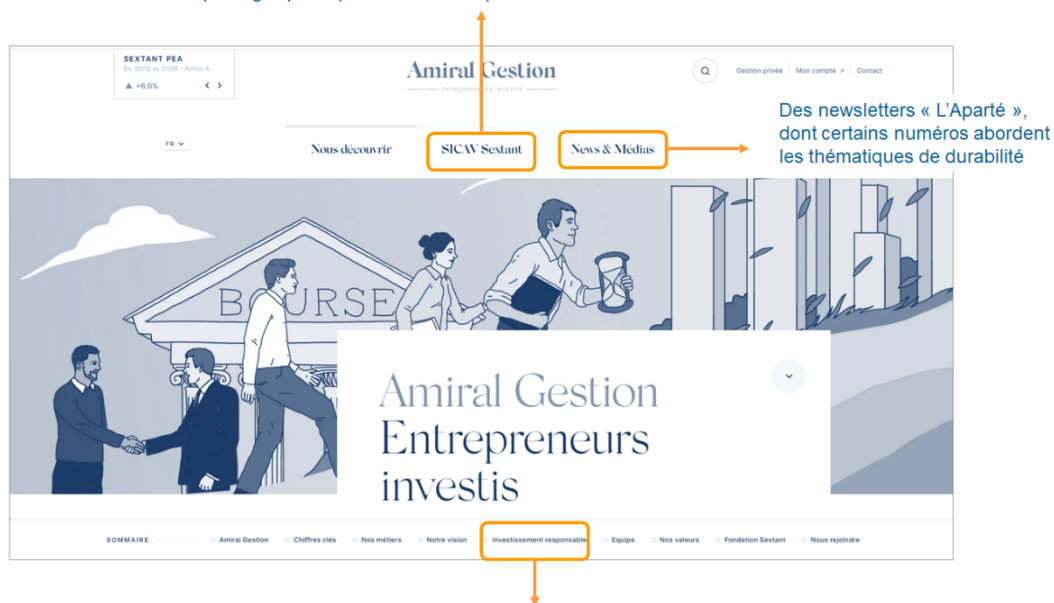 SEXTANT PEA
Du 30/12 au 01/06 - Action A
+6,0%
Amiral Gestion
ENTREPRENEURS INVESTIS
Gestion privée
Mon compte
Contact
Des newsletters « L'Aparté »,
dont certains numéros abordent
les thématiques de durabilité
FR
Nous découvrir
SICAV Sextant
News & Médias
BOURSE
Amiral Gestion
Entrepreneurs
investis
SOMMAIRE
Amiral Gestion
Chiffres clés
Nos métiers
Notre vision
Investissement responsable
Equipe
Nos valeurs
Fondation Sextant
Nous rejoindre